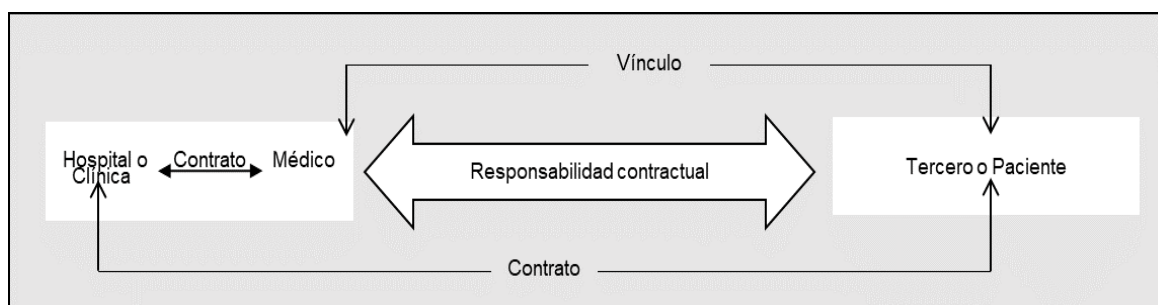 Vínculo
Hospital o
Clínica
Contrato
Médico
Responsabilidad contractual
Tercero o Paciente
Contrato